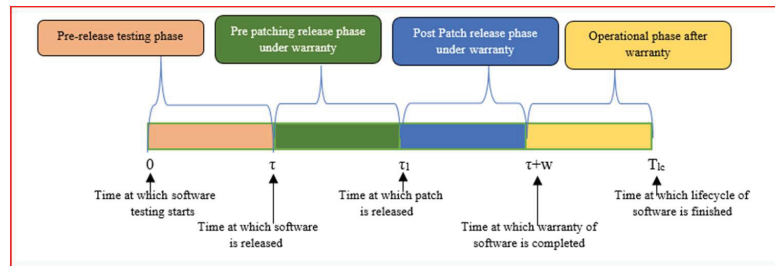 Pre-release testing phase
Pre patching release phase
under warranty
Post Patch release phase
under warranty
Operational phase after
warranty
0
τ
τ1
τ+w
Tlc
Time at which software
testing starts
Time at which software
is released
Time at which patch
is released
Time at which warranty of
software is completed
Time at which lifecycle of
software is finished